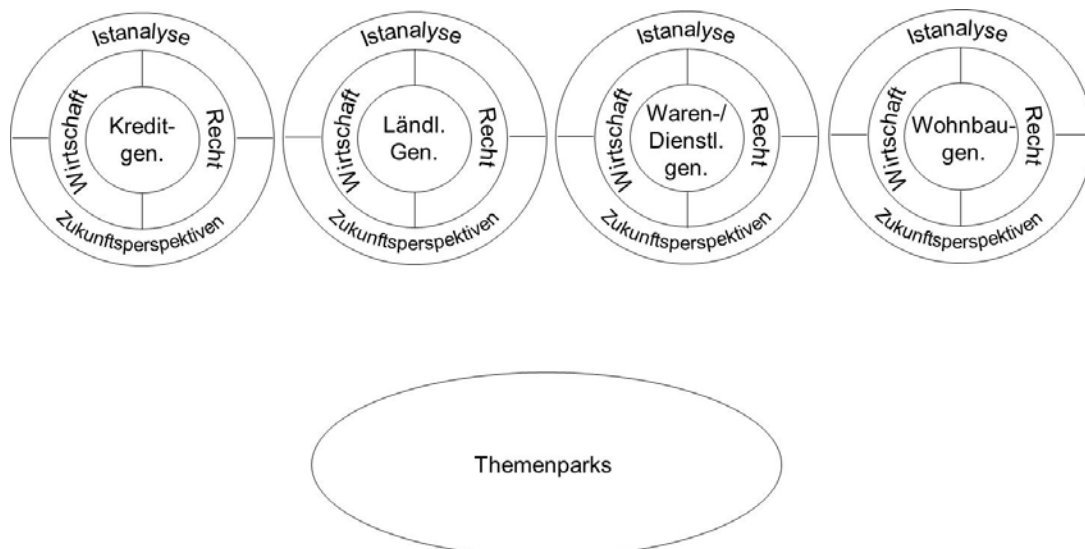 Istanalyse
Wirtschaft
Kredit-
gen.
Recht
Zukunftsperspektiven
Istanalyse
Wirtschaft
Ländl.
Gen.
Recht
Zukunftsperspektiven
Istanalyse
Wirtschaft
Waren-/
Dienstl.
gen.
Recht
Zukunftsperspektiven
Istanalyse
Wirtschaft
Wohnbau-
gen.
Recht
Zukunftsperspektiven
Themenparks